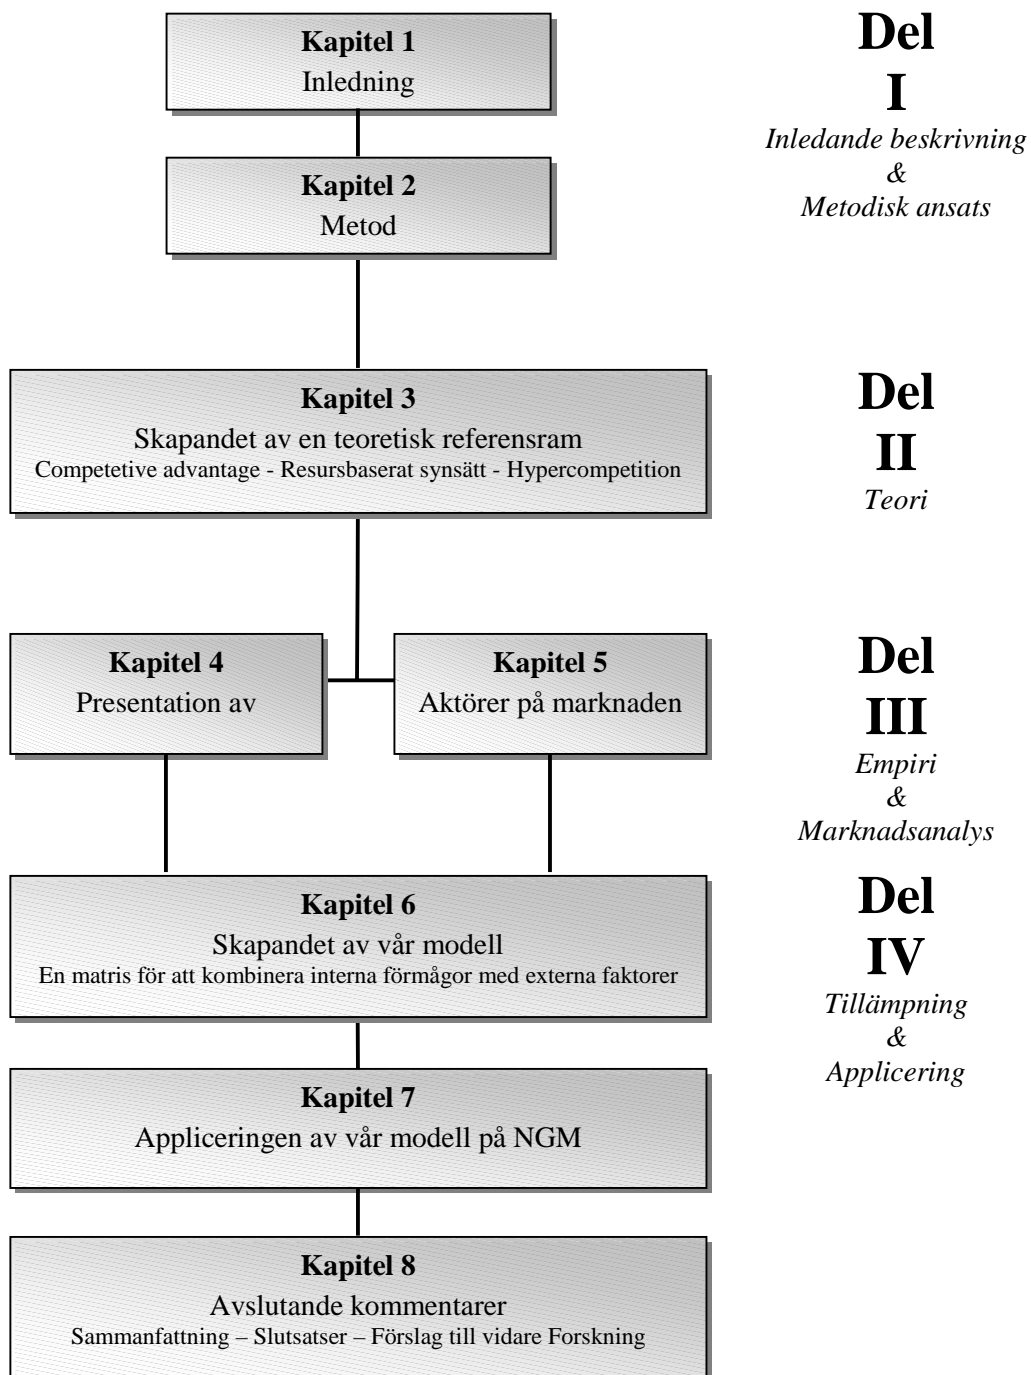 Kapitel 1
Inledning
Del
I
Inledande beskrivning
&
Metodisk ansats
Kapitel 2
Metod
Kapitel 3
Skapandet av en teoretisk referensram
Competetive advantage - Resursbaserat synsätt - Hypercompetition
Del
II
Teori
Kapitel 4
Presentation av
Kapitel 5
Aktörer på marknaden
Del
III
Empiri
&
Marknadsanalys
Kapitel 6
Skapandet av vår modell
En matris för att kombinera interna förmågor med externa faktorer
Del
IV
Tillämpning
&
Applicering
Kapitel 7
Appliceringen av vår modell på NGM
Kapitel 8
Avslutande kommentarer
Sammanfattning – Slutsatser – Förslag till vidare Forskning